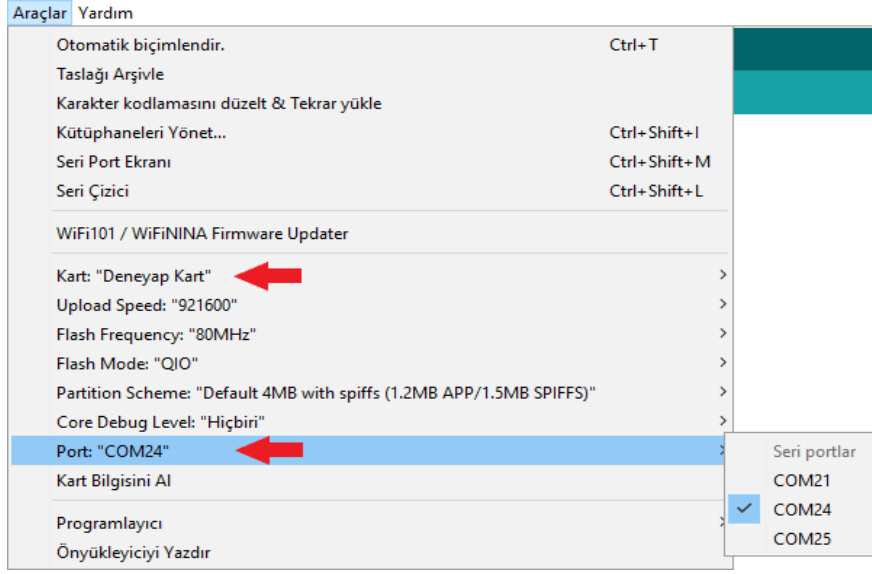 Araçlar Yardım
Otomatik biçimlendir. Ctrl+T
Taslağı Arşivle
Karakter kodlamasını düzelt & Tekrar yükle
Kütüphaneleri Yönet... Ctrl+Shift+I
Seri Port Ekranı Ctrl+Shift+M
Seri Çizici Ctrl+Shift+L
WiFi101 / WiFiNINA Firmware Updater
Kart: "Deneyap Kart"
Upload Speed: "921600"
Flash Frequency: "80MHz"
Flash Mode: "QIO"
Partition Scheme: "Default 4MB with spiffs (1.2MB APP/1.5MB SPIFFS)"
Core Debug Level: "Hiçbiri"
Port: "COM24"
Kart Bilgisini Al
Programlayıcı
Önyükleyiciyi Yazdır
Seri portlar
COM21
COM24
COM25